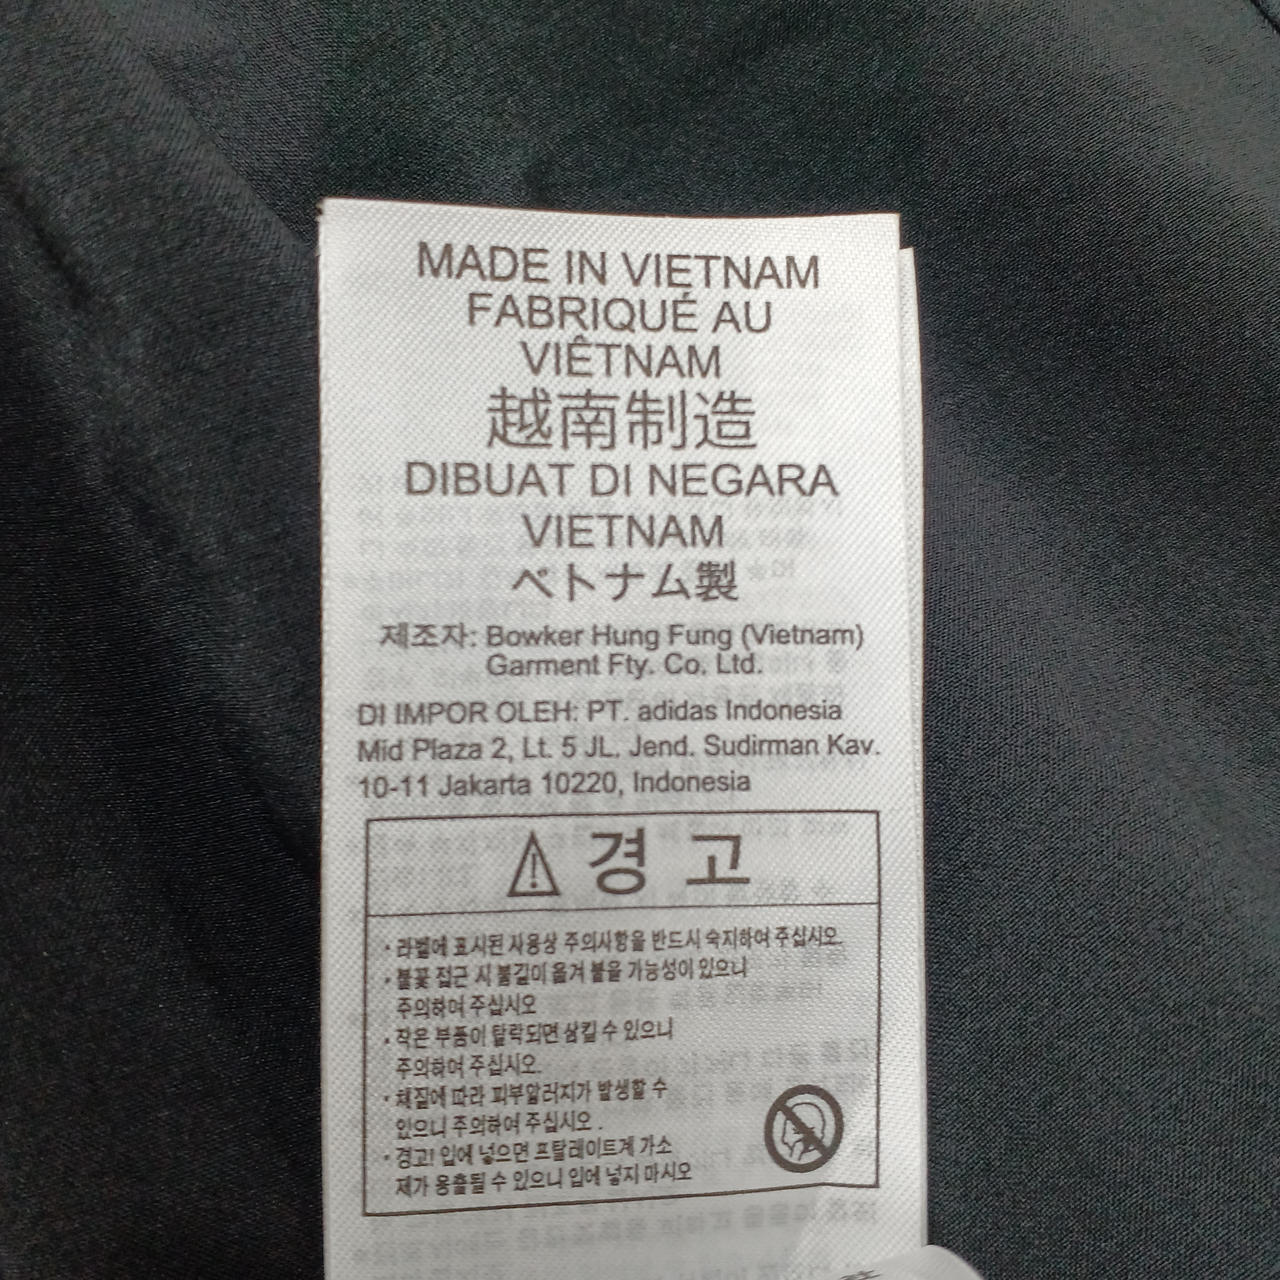 MADE IN VIETNAM
FABRIQUÉ AU
VIÊTNAM
越南制造
DIBUAT DI NEGARA
VIETNAM
ベトナム製
제조자: Bowker Hung Fung (Vietnam)
Garment Fty. Co. Ltd.
DI IMPOR OLEH: PT. adidas Indonesia
Mid Plaza 2, Lt. 5 JL. Jend. Sudirman Kav.
10-11 Jakarta 10220, Indonesia
경 고
· 라벨에 표시된 사용상 주의사항을 반드시 숙지하여 주십시오.
· 불꽃 접근 시 불길이 옮겨 붙을 가능성이 있으니
주의하여 주십시오
· 작은 부품이 탈락되면 삼킬 수 있으니
주의하여 주십시오.
· 체질에 따라 피부알러지가 발생할 수
있으니 주의하여 주십시오 .
· 경고! 입에 넣으면 프탈레이트계 가소
제가 용출될 수 있으니 입에 넣지 마시오